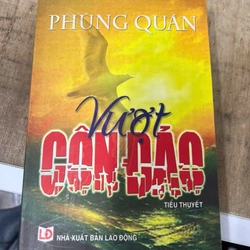 PHÙNG QUÁN
Vượt
CÔN ĐẢO
TIỂU THUYẾT
LĐ
NHÀ XUẤT BẢN LAO ĐỘNG